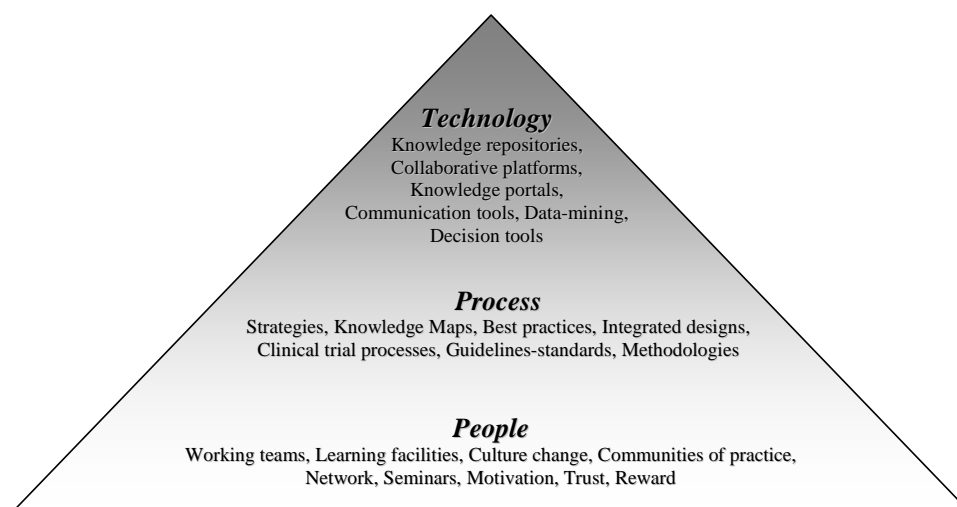 Technology
Knowledge repositories,
Collaborative platforms,
Knowledge portals,
Communication tools, Data-mining,
Decision tools
Process
Strategies, Knowledge Maps, Best practices, Integrated designs,
Clinical trial processes, Guidelines-standards, Methodologies
People
Working teams, Learning facilities, Culture change, Communities of practice,
Network, Seminars, Motivation, Trust, Reward